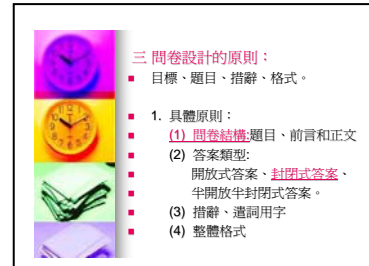 三 問卷設計的原則：
目標、題目、措辭、格式。
1. 具體原則：
(1) 問卷結構:題目、前言和正文
(2) 答案類型:
開放式答案、封閉式答案、
半開放半封閉式答案。
(3) 措辭、遣詞用字
(4) 整體格式